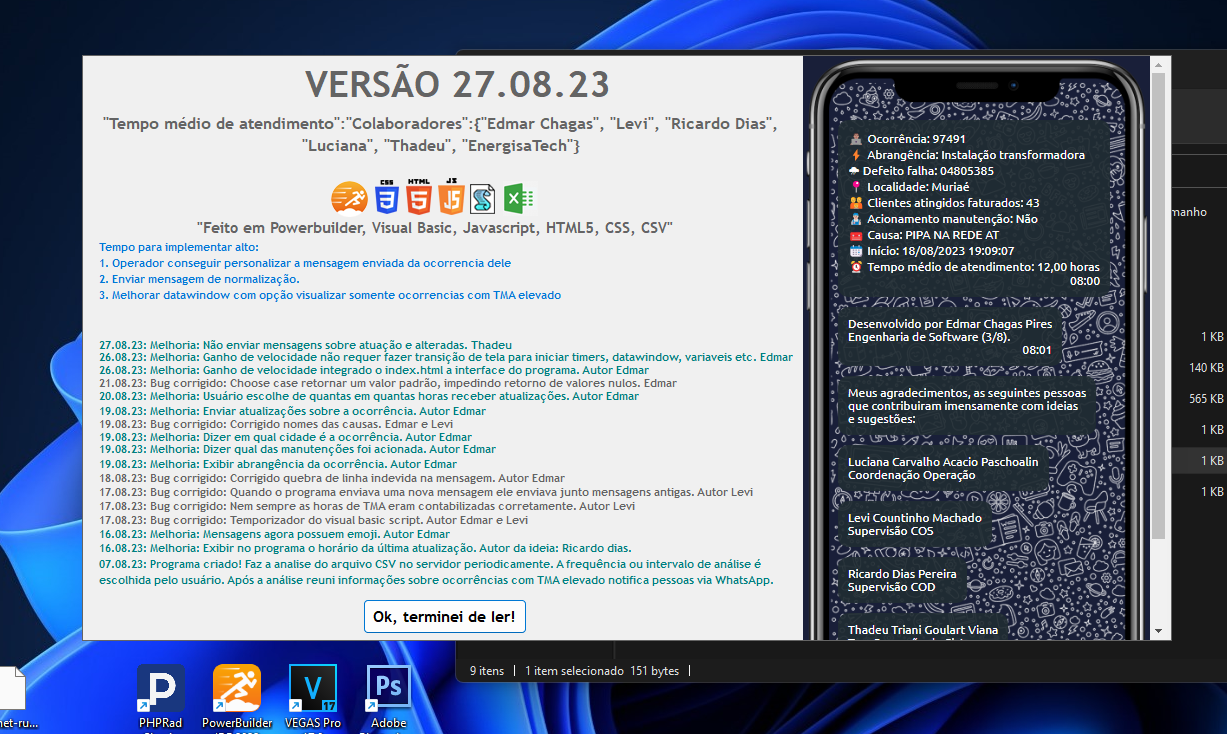 VERSÃO 27.08.23
"Tempo médio de atendimento":"Colaboradores":{"Edmar Chagas", "Levi", "Ricardo Dias",
"Luciana", "Thadeu", "EnergisaTech"}
CSS HTML JS
"Feito em Powerbuilder, Visual Basic, Javascript, HTML5, CSS, CSV"
Tempo para implementar alto:
1. Operador conseguir personalizar a mensagem enviada da ocorrencia dele
2. Enviar mensagem de normalização.
3. Melhorar datawindow com opção visualizar somente ocorrencias com TMA elevado
27.08.23: Melhoria: Não enviar mensagens sobre atuação e alteradas. Thadeu
26.08.23: Melhoria: Ganho de velocidade não requer fazer transição de tela para iniciar timers, datawindow, variaveis etc. Edmar
26.08.23: Melhoria: Ganho de velocidade integrado o index.html a interface do programa. Autor Edmar
21.08.23: Bug corrigido: Choose case retornar um valor padrão, impedindo retorno de valores nulos. Edmar
20.08.23: Melhoria: Usuário escolhe de quantas em quantas horas receber atualizações. Autor Edmar
19.08.23: Melhoria: Enviar atualizações sobre a ocorrência. Autor Edmar
19.08.23: Bug corrigido: Corrigido nomes das causas. Edmar e Levi
19.08.23: Melhoria: Dizer em qual cidade é a ocorrência. Autor Edmar
19.08.23: Melhoria: Dizer qual das manutenções foi acionada. Autor Edmar
19.08.23: Melhoria: Exibir abrangência da ocorrência. Autor Edmar
18.08.23: Bug corrigido: Corrigido quebra de linha indevida na mensagem. Autor Edmar
17.08.23: Bug corrigido: Quando o programa enviava uma nova mensagem ele enviava junto mensagens antigas. Autor Levi
17.08.23: Bug corrigido: Nem sempre as horas de TMA eram contabilizadas corretamente. Autor Levi
17.08.23: Bug corrigido: Temporizador do visual basic script. Autor Edmar e Levi
16.08.23: Melhoria: Mensagens agora possuem emoji. Autor Edmar
16.08.23: Melhoria: Exibir no programa o horário da última atualização. Autor da ideia: Ricardo dias.
07.08.23: Programa criado! Faz a analise do arquivo CSV no servidor periodicamente. A frequência ou intervalo de análise é
escolhida pelo usuário. Após a análise reuni informações sobre ocorrências com TMA elevado notifica pessoas via WhatsApp.
Ok, terminei de ler!
Ocorrência: 97491
Abrangência: Instalação transformadora
Defeito falha: 04805385
Localidade: Muriaé
Clientes atingidos faturados: 43
Acionamento manutenção: Não
Causa: PIPA NA REDE AT
Início: 18/08/2023 19:09:07
Tempo médio de atendimento: 12,00 horas
08:00
Desenvolvido por Edmar Chagas Pires
Engenharia de Software (3/8).
08:01
Meus agradecimentos, as seguintes pessoas
que contribuiram imensamente com ideias
e sugestões:
Luciana Carvalho Acacio Paschoalin
Coordenação Operação
Levi Countinho Machado
Supervisão COS
Ricardo Dias Pereira
Supervisão COD
Thadeu Triani Goulart Viana
manho
1 KB
140 KB
565 KB
1 KB
1 KB
1 KB
9 itens
1 item selecionado 151 bytes
net-ru...
PHPRad
PowerBuilder
VEGAS Pro
Adobe